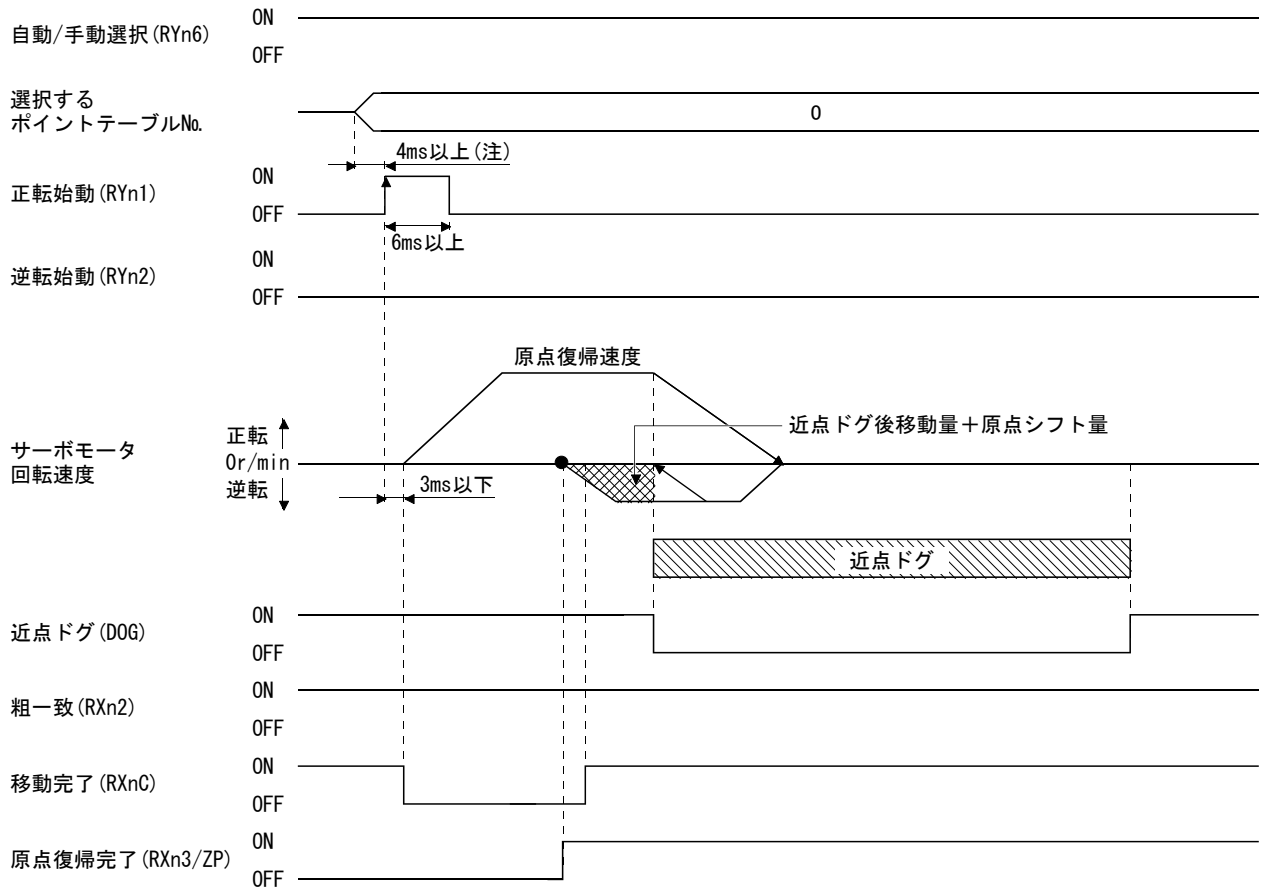 自動/手動選択(RYn6)
ON
OFF
選択する
ポイントテーブルNo.
0
4ms以上(注)
正転始動(RYn1)
ON
OFF
6ms以上
逆転始動(RYn2)
ON
OFF
原点復帰速度
サーボモータ
回転速度
正転
0r/min
逆転
3ms以下
近点ドグ後移動量+原点シフト量
近点ドグ
近点ドグ(DOG)
ON
OFF
粗一致(RXn2)
ON
OFF
移動完了(RXnC)
ON
OFF
原点復帰完了(RXn3/ZP)
ON
OFF